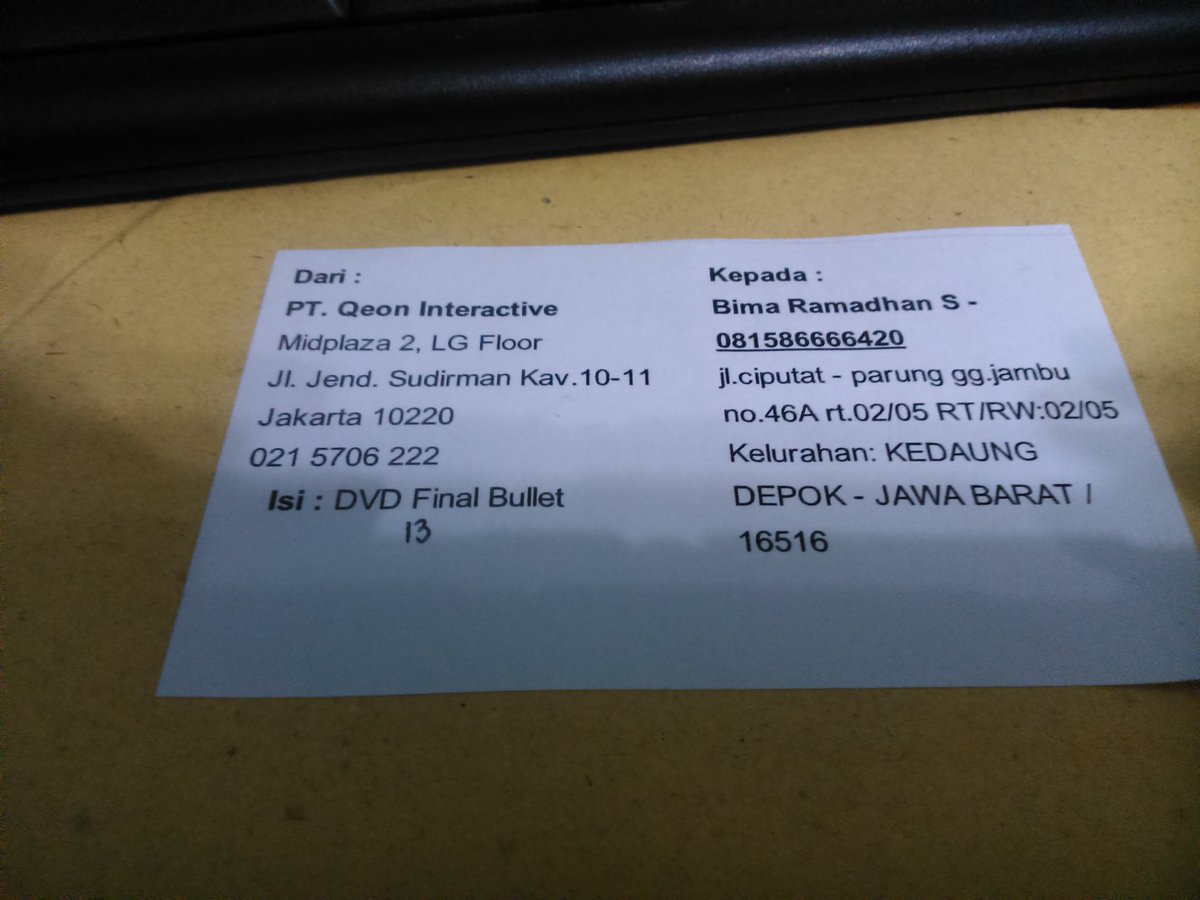 Dari :
PT. Qeon Interactive
Midplaza 2, LG Floor
Jl. Jend. Sudirman Kav.10-11
Jakarta 10220
021 5706 222
Isi : DVD Final Bullet
13
Kepada :
Bima Ramadhan S -
081586666420
jl.ciputat - parung gg.jambu
no.46A rt.02/05 RT/RW:02/05
Kelurahan: KEDAUNG
DEPOK - JAWA BARAT /
16516